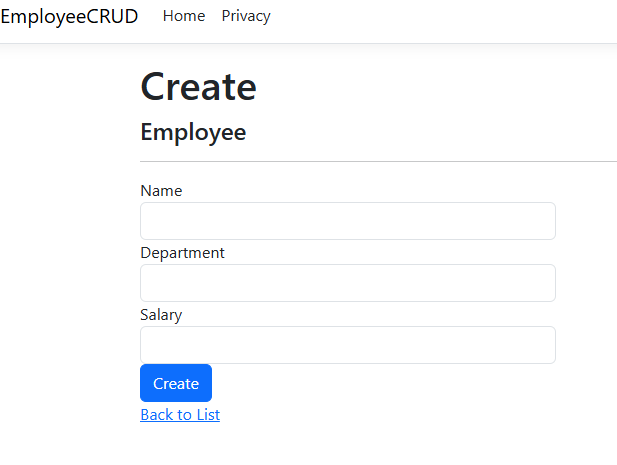 EmployeeCRUD Home Privacy
Create
Employee
Name
Department
Salary
Create
Back to List